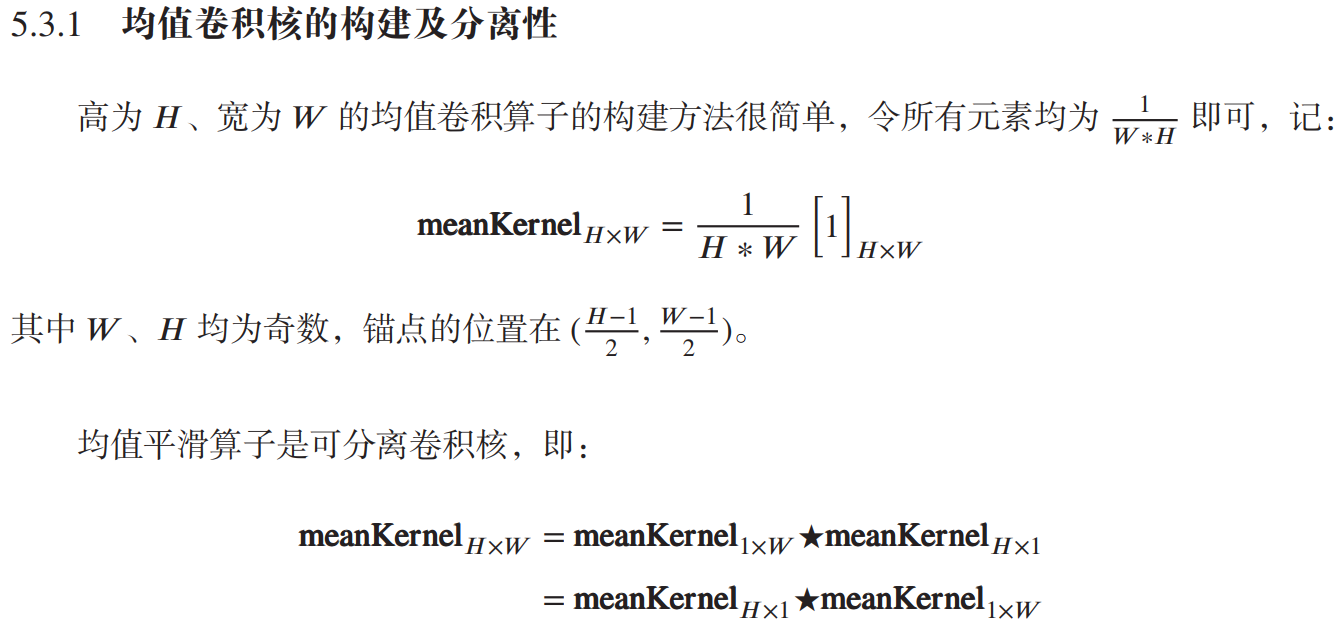 5.3.1 均值卷积核的构建及分离性
高为 H、宽为 W 的均值卷积算子的构建方法很简单，令所有元素均为 \frac{1}{W*H} 即可，记：
meanKernel_{H×W} = \frac{1}{H*W} [1]_{H×W}
其中 W、H 均为奇数，锚点的位置在 (\frac{H-1}{2}, \frac{W-1}{2})。
均值平滑算子是可分离卷积核，即：
meanKernel_{H×W} = meanKernel_{1×W}★meanKernel_{H×1}
= meanKernel_{H×1}★meanKernel_{1×W}